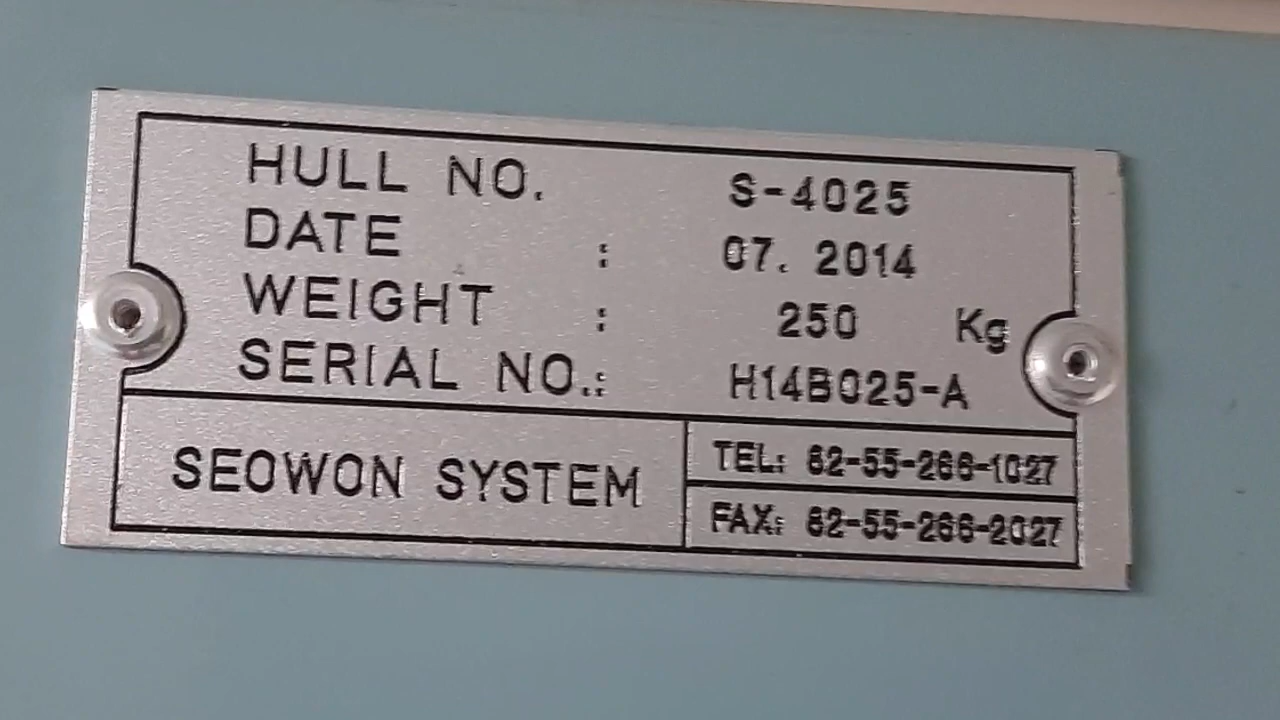 HULL NO. S-4025
DATE : 07. 2014
WEIGHT : 250 Kg
SERIAL NO.: H14B025-A
SEOWON SYSTEM
TEL: 82-55-266-1027
FAX: 82-55-266-2027